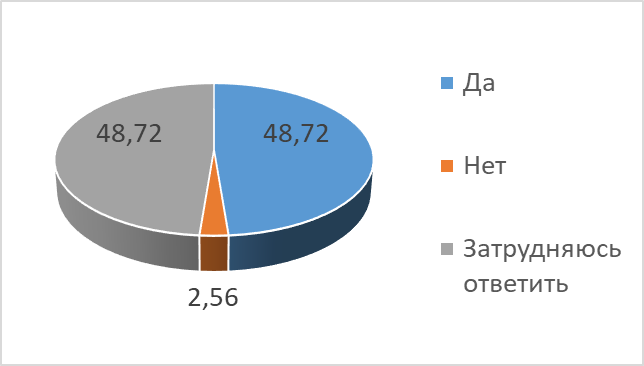 48,72
48,72
2,56
Да
Нет
Затрудняюсь
ответить